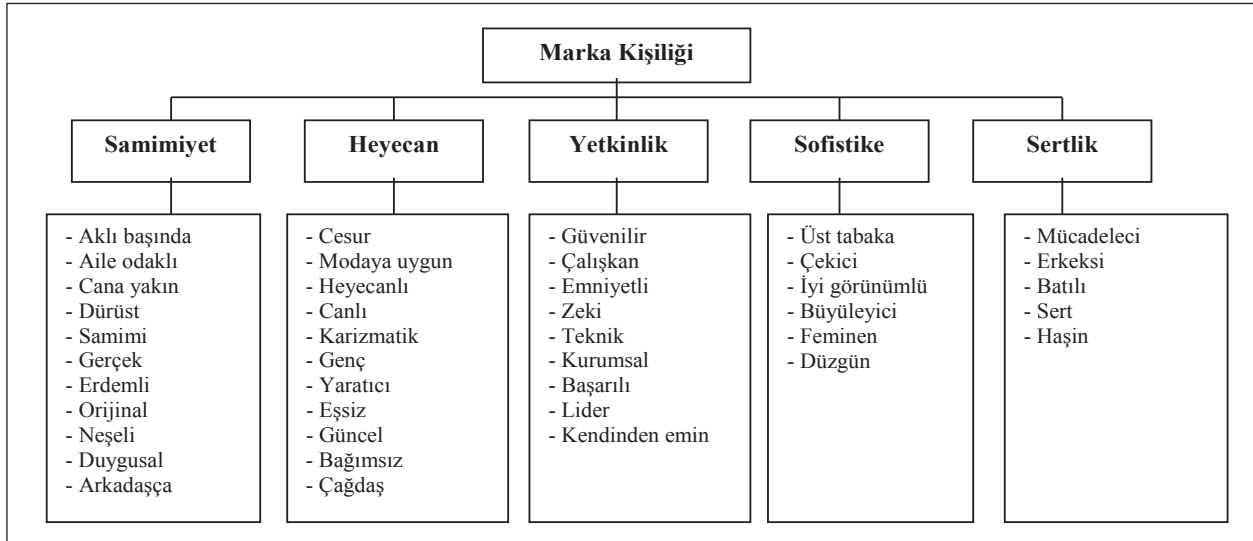 Marka Kişiliği
Samimiyet
Heyecan
Yetkinlik
Sofistike
Sertlik
- Aklı başında
- Aile odaklı
- Cana yakın
- Dürüst
- Samimi
- Gerçek
- Erdemli
- Orijinal
- Neşeli
- Duygusal
- Arkadaşça
- Cesur
- Modaya uygun
- Heyecanlı
- Canlı
- Karizmatik
- Genç
- Yaratıcı
- Eşsiz
- Güncel
- Bağımsız
- Çağdaş
- Güvenilir
- Çalışkan
- Emniyetli
- Zeki
- Teknik
- Kurumsal
- Başarılı
- Lider
- Kendinden emin
- Üst tabaka
- Çekici
- İyi görünümlü
- Büyüleyici
- Feminen
- Düzgün
- Mücadeleci
- Erkeksi
- Batılı
- Sert
- Haşin